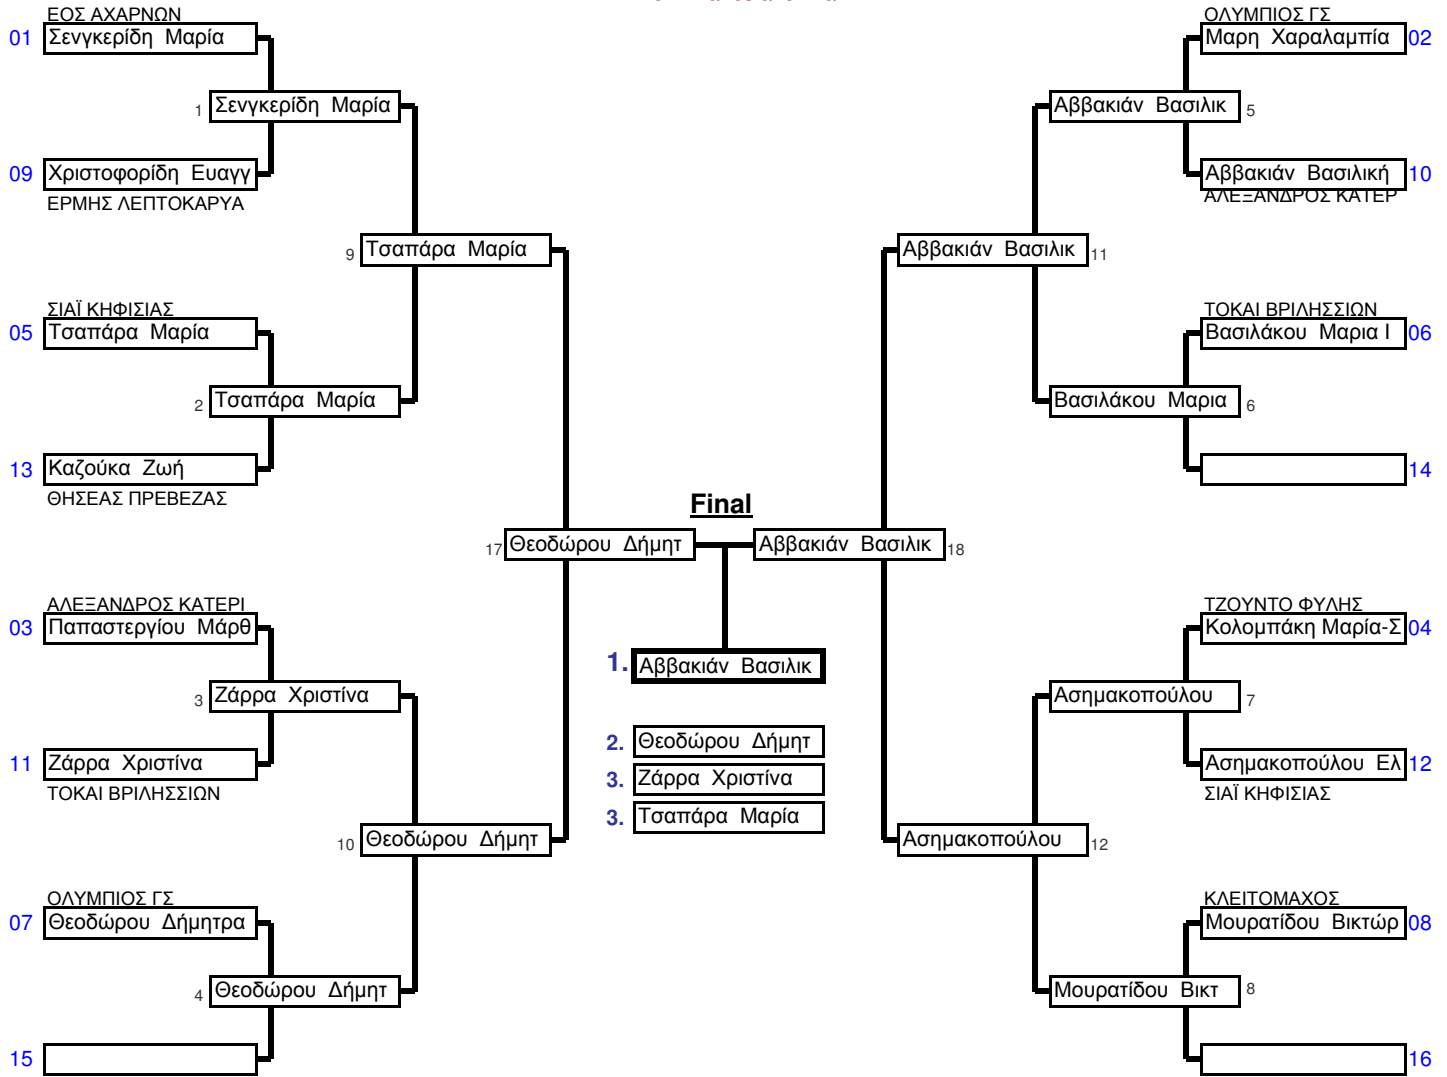 ΕΟΣ ΑΧΑΡΝΩΝ
01 Σενγκερίδη Μαρία
1 Σενγκερίδη Μαρία
09 Χριστοφορίδη Ευαγγ
ΕΡΜΗΣ ΛΕΠΤΟΚΑΡΥΑ
9 Τσαπάρα Μαρία
ΣΙΑΪ ΚΗΦΙΣΙΑΣ
05 Τσαπάρα Μαρία
2 Τσαπάρα Μαρία
13 Καζούκα Ζωή
ΘΗΣΕΑΣ ΠΡΕΒΕΖΑΣ
17 Θεοδώρου Δήμητ
ΑΛΕΞΑΝΔΡΟΣ ΚΑΤΕΡΙ
03 Παπαστεργίου Μάρθ
3 Ζάρρα Χριστίνα
11 Ζάρρα Χριστίνα
ΤΟΚΑΙ ΒΡΙΛΗΣΣΙΩΝ
10 Θεοδώρου Δήμητ
ΟΛΥΜΠΙΟΣ ΓΣ
07 Θεοδώρου Δήμητρα
4 Θεοδώρου Δήμητ
15
Final
1. Αββακιάν Βασιλικ
2. Θεοδώρου Δήμητ
3. Ζάρρα Χριστίνα
3. Τσαπάρα Μαρία
ΟΛΥΜΠΙΟΣ ΓΣ
Μαρη Χαραλαμπία 02
Αββακιάν Βασιλικ 5
Αββακιάν Βασιλική 10
ΑΛΕΞΑΝΔΡΟΣ ΚΑΤΕΡ
Αββακιάν Βασιλικ 11
ΤΟΚΑΙ ΒΡΙΛΗΣΣΙΩΝ
Βασιλάκου Μαρια Ι 06
Βασιλάκου Μαρια 6
14
Αββακιάν Βασιλικ 18
ΤΖΟΥΝΤΟ ΦΥΛΗΣ
Κολομπάκη Μαρία-Σ 04
Ασημακοπούλου 7
Ασημακοπούλου Ελ 12
ΣΙΑΪ ΚΗΦΙΣΙΑΣ
Ασημακοπούλου 12
ΚΛΕΙΤΟΜΑΧΟΣ
Μουρατίδου Βικτώρ 08
Μουρατίδου Βικτ 8
16